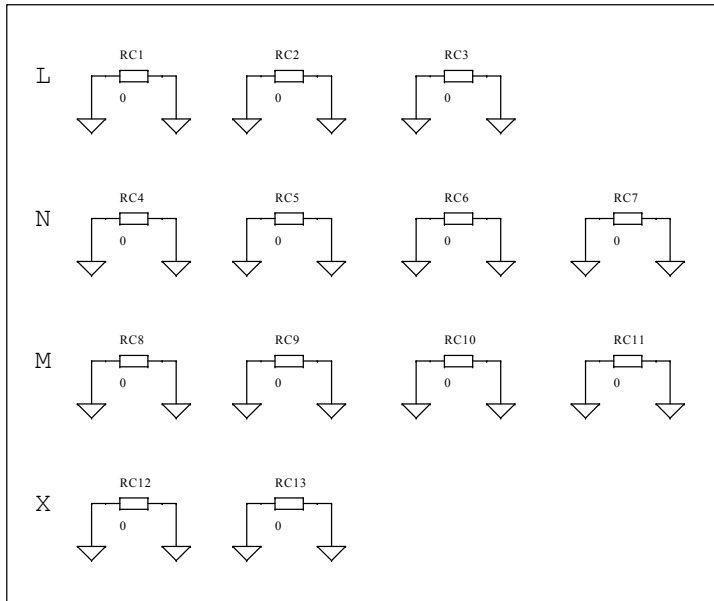 RC1 RC2 RC3
L
0 0 0
RC4 RC5 RC6 RC7
N
0 0 0 0
RC8 RC9 RC10 RC11
M
0 0 0 0
RC12 RC13
X
0 0